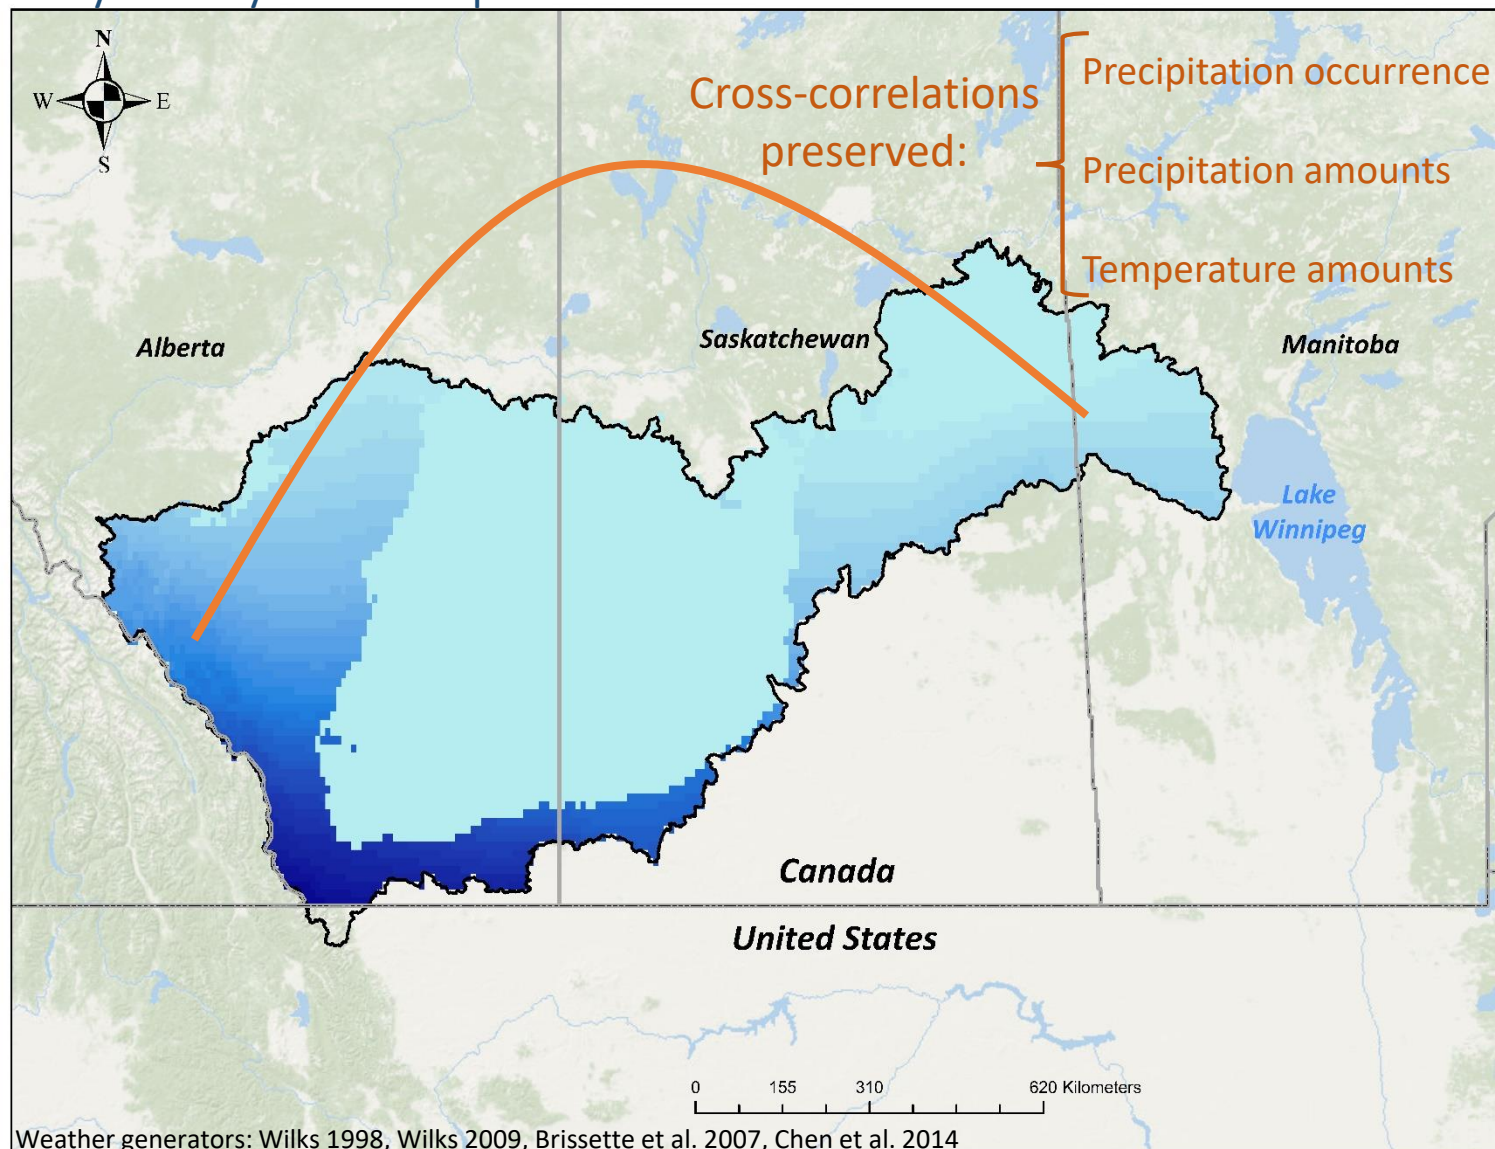 N
W E
S
Cross-correlations
preserved:
Precipitation occurrence
Precipitation amounts
Temperature amounts
Alberta
Saskatchewan
Manitoba
Lake
Winnipeg
Canada
United States
0 155 310 620 Kilometers
Weather generators: Wilks 1998, Wilks 2009, Brissette et al. 2007, Chen et al. 2014